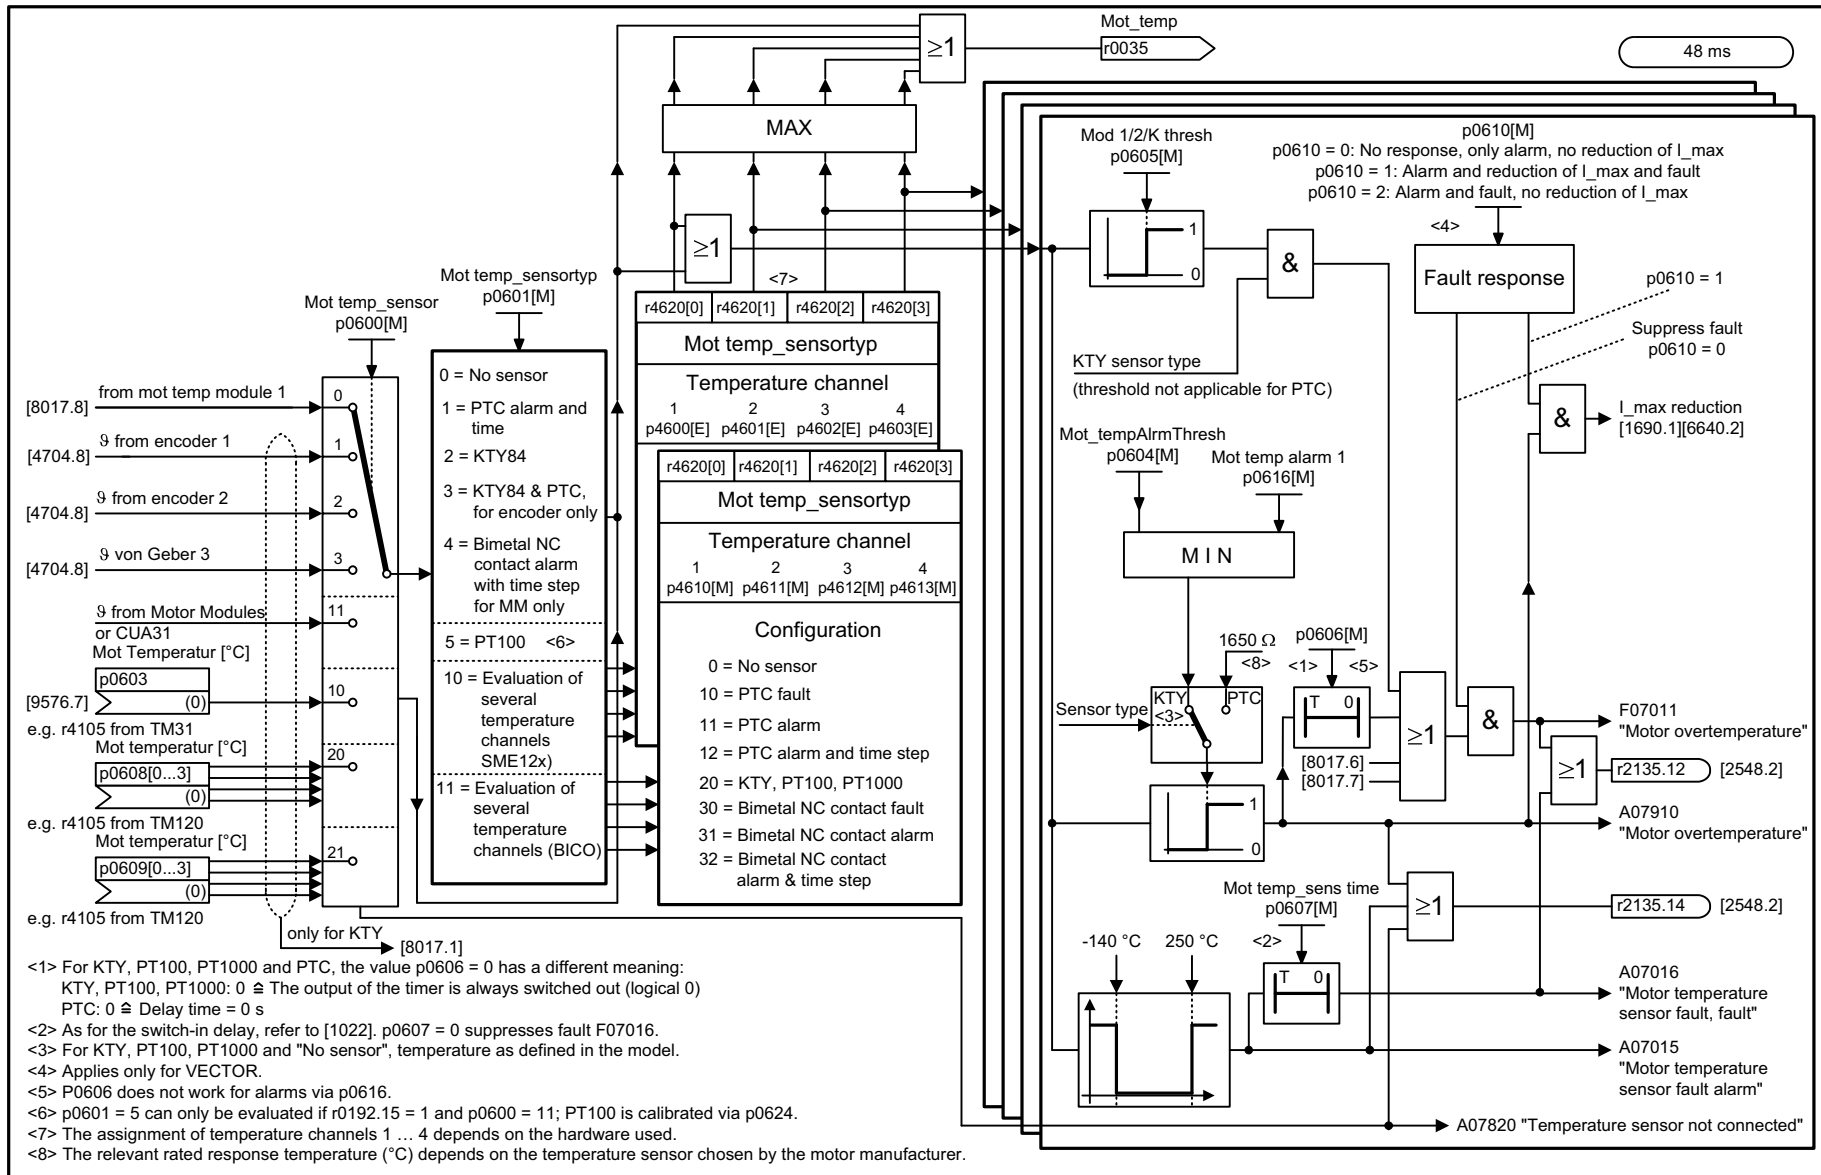 Mot_temp
r0035
48 ms
≥1
MAX
≥1
<7>
Mot temp_sensor
p0600[M]
Mot temp_sensortyp
p0601[M]
[8017.8]
from mot temp module 1
0
[4704.8]
ϑ from encoder 1
1
[4704.8]
ϑ from encoder 2
2
[4704.8]
ϑ von Geber 3
3
ϑ from Motor Modules
or CUA31
11
Mot Temperatur [°C]
p0603
(0)
[9576.7]
10
e.g. r4105 from TM31
Mot temperatur [°C]
p0608[0...3]
(0)
20
e.g. r4105 from TM120
Mot temperatur [°C]
p0609[0...3]
(0)
21
e.g. r4105 from TM120
only for KTY
[8017.1]
0 = No sensor
1 = PTC alarm and
time
2 = KTY84
3 = KTY84 & PTC,
for encoder only
4 = Bimetal NC
contact alarm
with time step
for MM only
5 = PT100 <6>
10 = Evaluation of
several
temperature
channels
SME12x)
11 = Evaluation of
several
temperature
channels (BICO)
r4620[0] r4620[1] r4620[2] r4620[3]
Mot temp_sensortyp
Temperature channel
1 2 3 4
p4600[E] p4601[E] p4602[E] p4603[E]
r4620[0] r4620[1] r4620[2] r4620[3]
Mot temp_sensortyp
Temperature channel
1 2 3 4
p4610[M] p4611[M] p4612[M] p4613[M]
Configuration
0 = No sensor
10 = PTC fault
11 = PTC alarm
12 = PTC alarm and time step
20 = KTY, PT100, PT1000
30 = Bimetal NC contact fault
31 = Bimetal NC contact alarm
32 = Bimetal NC contact
alarm & time step
Mod 1/2/K thresh
p0605[M]
1
0
&
KTY sensor type
(threshold not applicable for PTC)
p0610[M]
p0610 = 0: No response, only alarm, no reduction of I_max
p0610 = 1: Alarm and reduction of I_max and fault
p0610 = 2: Alarm and fault, no reduction of I_max
<4>
Fault response
p0610 = 1
Suppress fault
p0610 = 0
&
I_max reduction
[1690.1][6640.2]
Mot_tempAlrmThresh
p0604[M]
Mot temp alarm 1
p0616[M]
M I N
1650 Ω
<8>
p0606[M]
<1> <5>
Sensor type
KTY
<3>
PTC
T 0
[8017.6]
[8017.7]
≥1
&
F07011
"Motor overtemperature"
≥1
r2135.12
[2548.2]
1
0
A07910
"Motor overtemperature"
Mot temp_sens time
p0607[M]
<2>
T 0
≥1
r2135.14
[2548.2]
-140 °C 250 °C
A07016
"Motor temperature
sensor fault, fault"
A07015
"Motor temperature
sensor fault alarm"
A07820 "Temperature sensor not connected"
<1> For KTY, PT100, PT1000 and PTC, the value p0606 = 0 has a different meaning:
KTY, PT100, PT1000: 0 ≙ The output of the timer is always switched out (logical 0)
PTC: 0 ≙ Delay time = 0 s
<2> As for the switch-in delay, refer to [1022]. p0607 = 0 suppresses fault F07016.
<3> For KTY, PT100, PT1000 and "No sensor", temperature as defined in the model.
<4> Applies only for VECTOR.
<5> P0606 does not work for alarms via p0616.
<6> p0601 = 5 can only be evaluated if r0192.15 = 1 and p0600 = 11; PT100 is calibrated via p0624.
<7> The assignment of temperature channels 1 … 4 depends on the hardware used.
<8> The relevant rated response temperature (°C) depends on the temperature sensor chosen by the motor manufacturer.